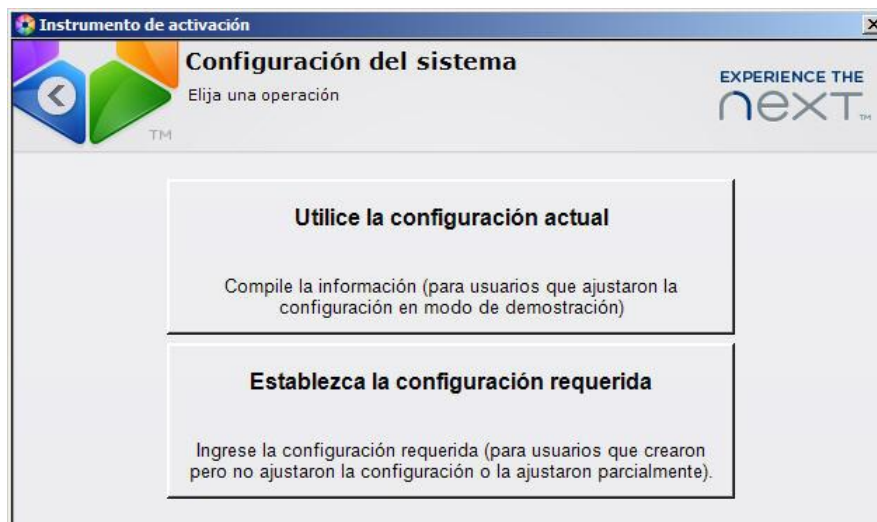 Instrumento de activación
Configuración del sistema
Elija una operación
TM
EXPERIENCE THE
next™
Utilice la configuración actual
Compile la información (para usuarios que ajustaron la
configuración en modo de demostración)
Establezca la configuración requerida
Ingrese la configuración requerida (para usuarios que crearon
pero no ajustaron la configuración o la ajustaron parcialmente).